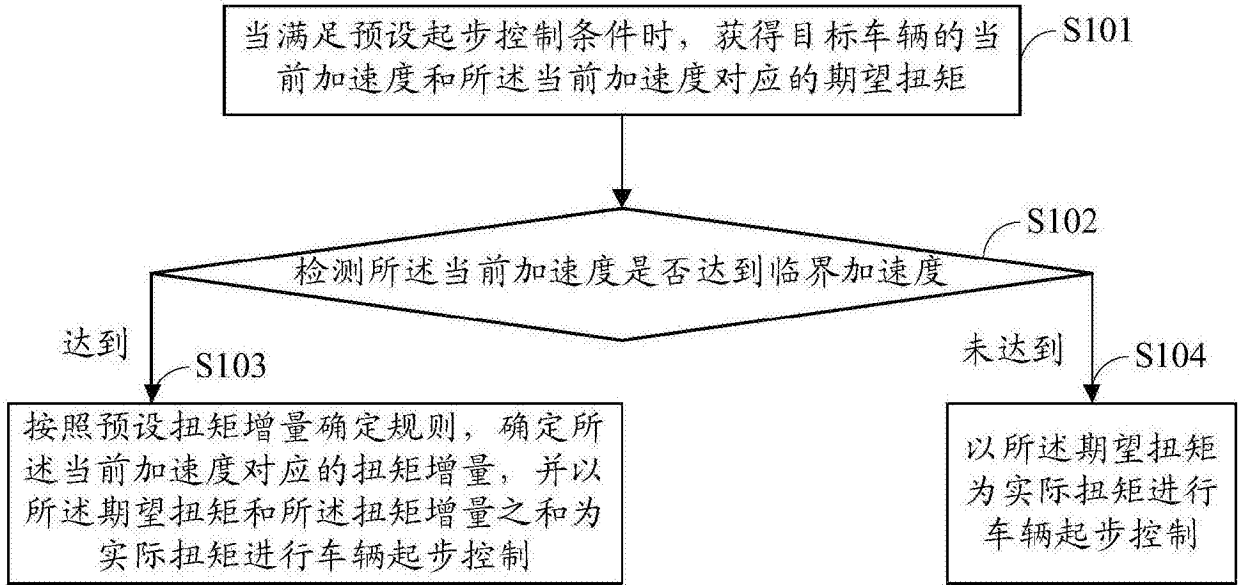 当满足预设起步控制条件时，获得目标车辆的当
前加速度和所述当前加速度对应的期望扭矩
S101
S102
检测所述当前加速度是否达到临界加速度
达到
未达到
S103
S104
按照预设扭矩增量确定规则，确定所
述当前加速度对应的扭矩增量，并以
所述期望扭矩和所述扭矩增量之和为
实际扭矩进行车辆起步控制
以所述期望扭矩
为实际扭矩进行
车辆起步控制